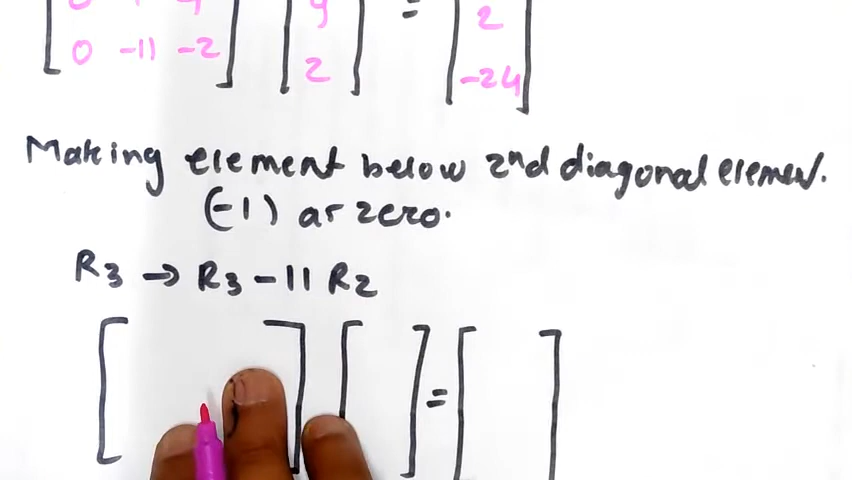 y
2
0 -11 -2
2
=
-24
Making element below 2nd diagonal element.
(-1) as zero.
R3 → R3 - 11 R2
=